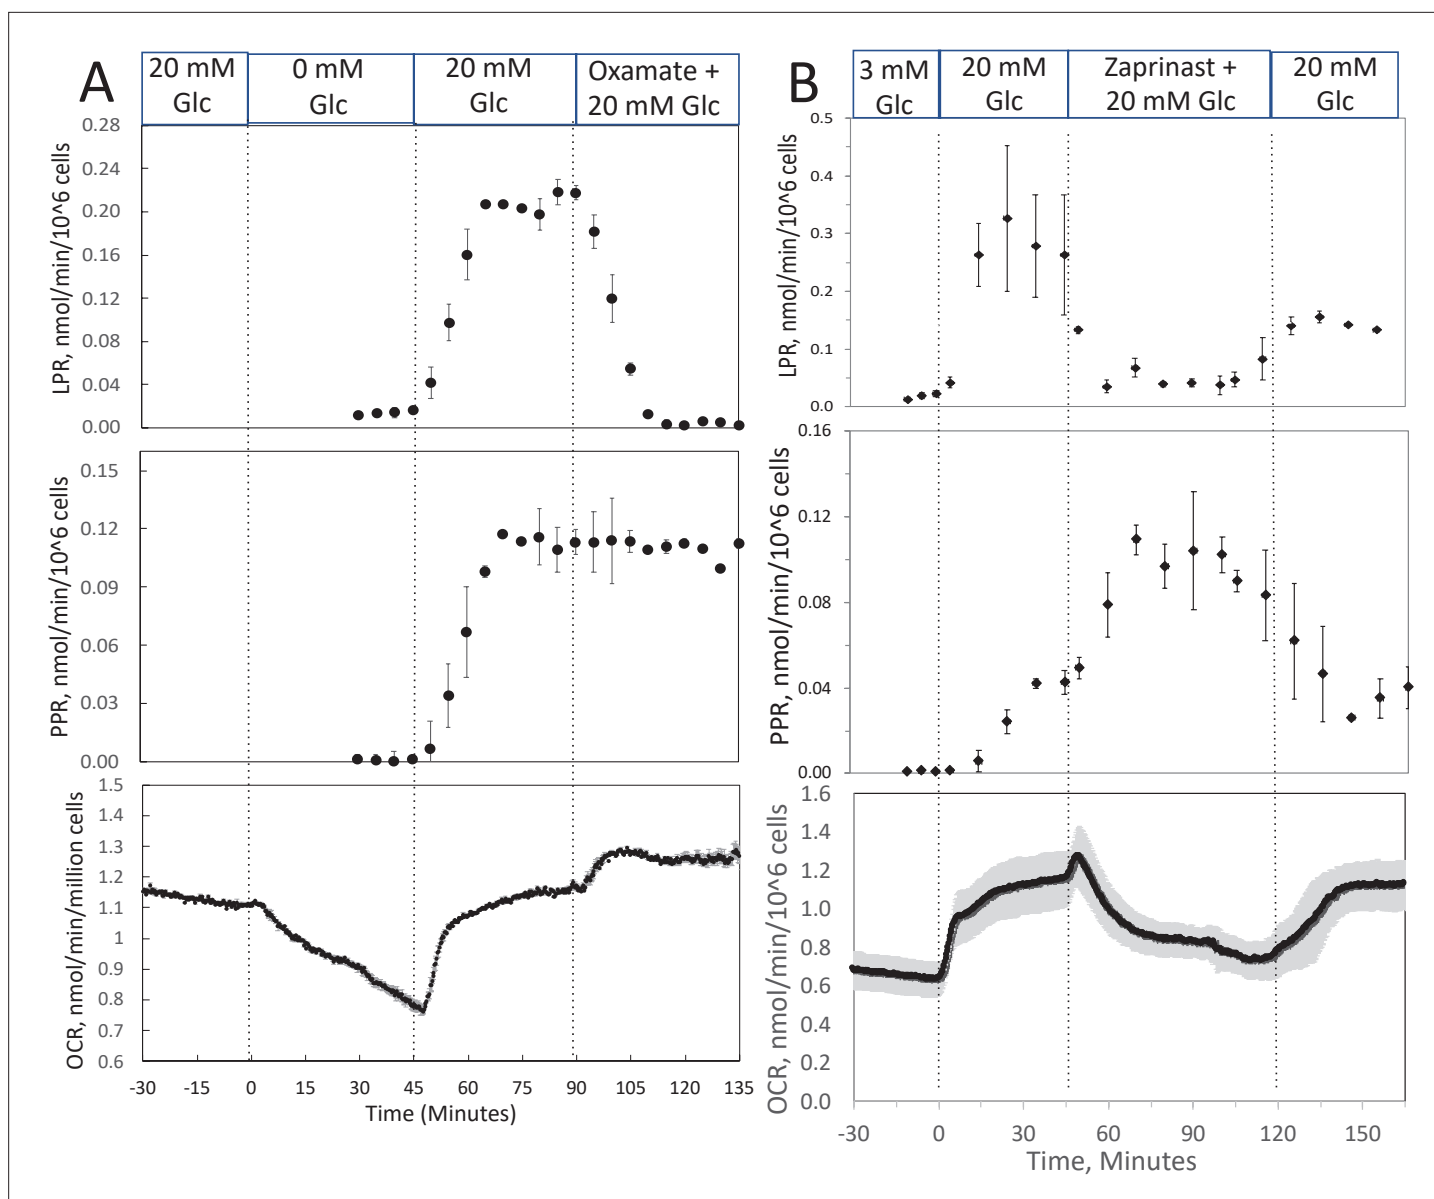 A
20 mM
Glc
0 mM
Glc
20 mM
Glc
Oxamate +
20 mM Glc
LPR, nmol/min/10^6 cells
0.28
0.24
0.20
0.16
0.12
0.08
0.04
0.00
PPR, nmol/min/10^6 cells
0.15
0.12
0.09
0.06
0.03
0.00
OCR, nmol/min/million cells
1.5
1.4
1.3
1.2
1.1
1
0.9
0.8
0.7
0.6
-30 -15 0 15 30 45 60 75 90 105 120 135
Time (Minutes)
B
3 mM
Glc
20 mM
Glc
Zaprinast +
20 mM Glc
20 mM
Glc
LPR, nmol/min/10^6 cells
0.5
0.4
0.3
0.2
0.1
0.0
PPR, nmol/min/10^6 cells
0.16
0.12
0.08
0.04
0.00
OCR, nmol/min/10^6 cells
1.6
1.4
1.2
1.0
0.8
0.6
0.4
0.2
0.0
-30 0 30 60 90 120 150
Time, Minutes